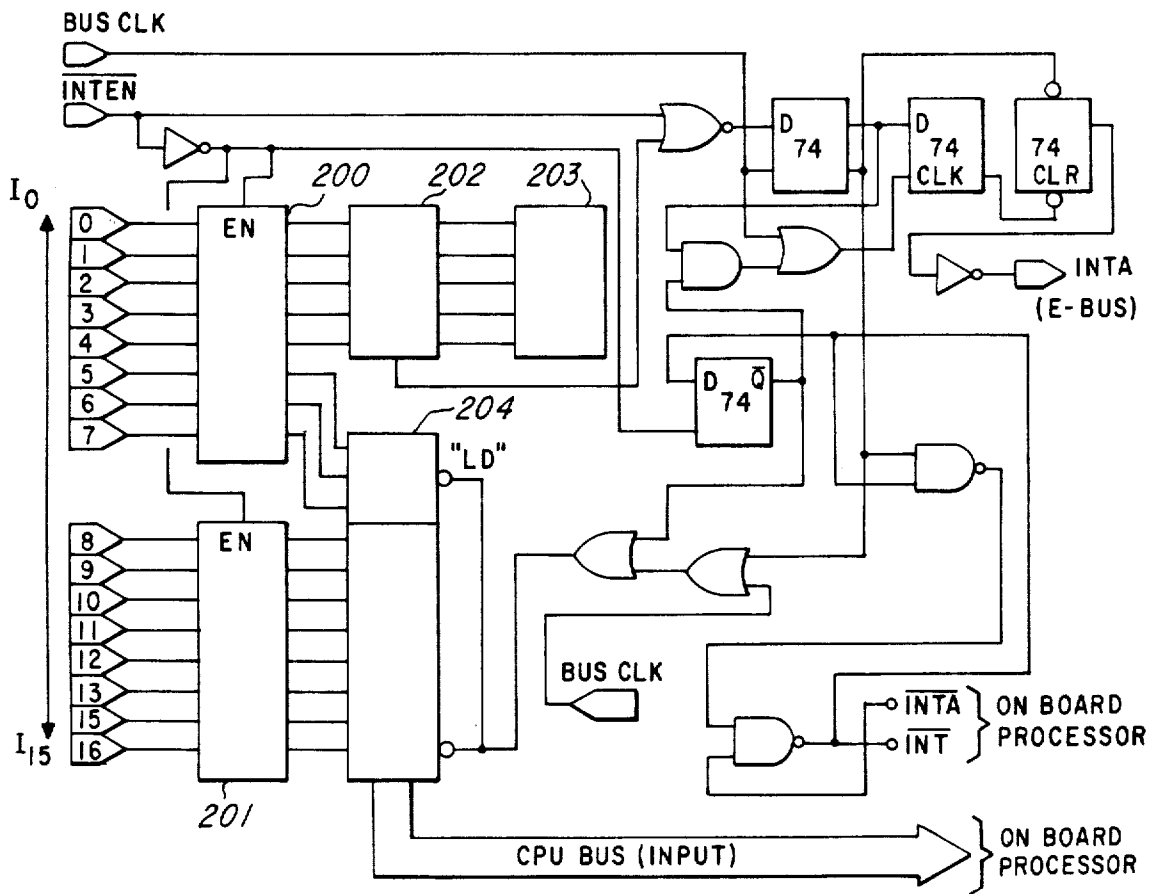 BUS CLK
INTEN
I0
0
1
2
3
4
5
6
7
EN
200
202
203
D
74
D
74
CLK
74
CLR
INTA
(E-BUS)
D Q
74
204
"LD"
8
9
10
11
12
13
15
16
I15
EN
201
BUS CLK
INTA
INT
ON BOARD
PROCESSOR
CPU BUS (INPUT)
ON BOARD
PROCESSOR